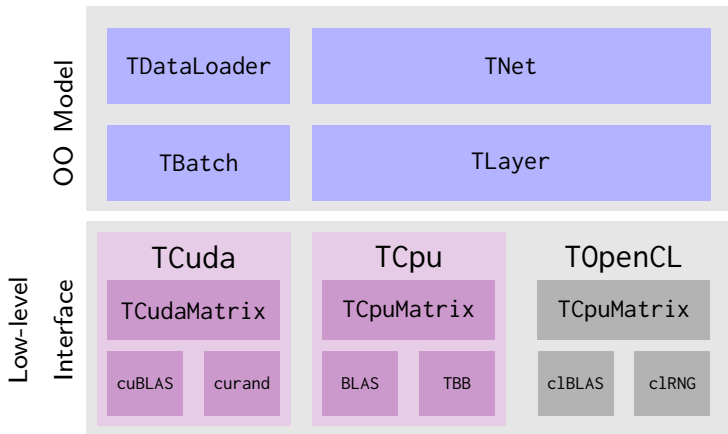 OO Model
TDataLoader
TNet
TBatch
TLayer
Low-level
Interface
TCuda
TCpu
TOpenCL
TCudaMatrix
TCpuMatrix
TCpuMatrix
cuBLAS
curand
BLAS
TBB
clBLAS
clRNG